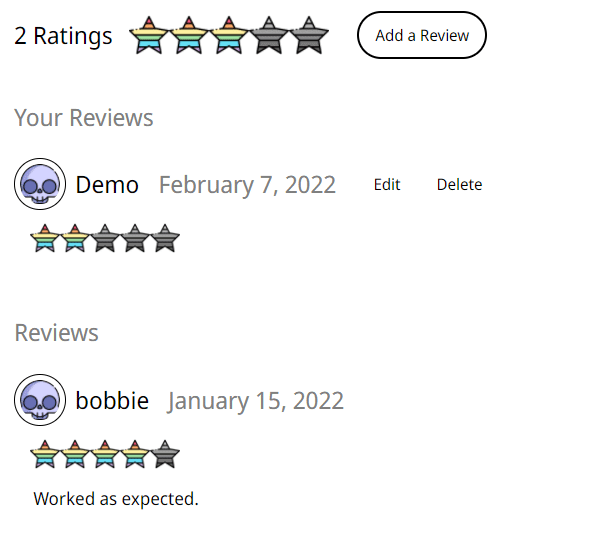 2 Ratings Add a Review
Your Reviews
Demo February 7, 2022 Edit Delete
Reviews
bobbie January 15, 2022
Worked as expected.